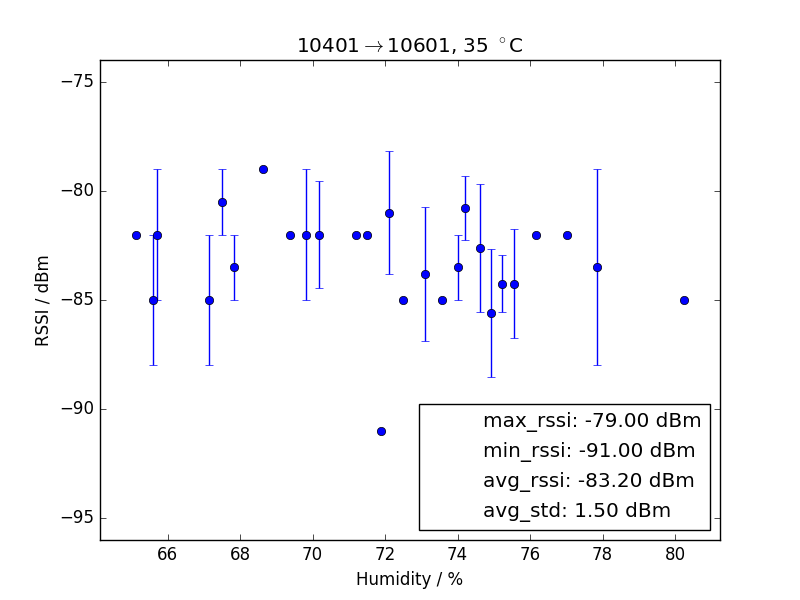 10401→10601, 35 °C
−75
−80
−85
−90
−95
RSSI / dBm
max_rssi: -79.00 dBm
min_rssi: -91.00 dBm
avg_rssi: -83.20 dBm
avg_std: 1.50 dBm
66 68 70 72 74 76 78 80
Humidity / %